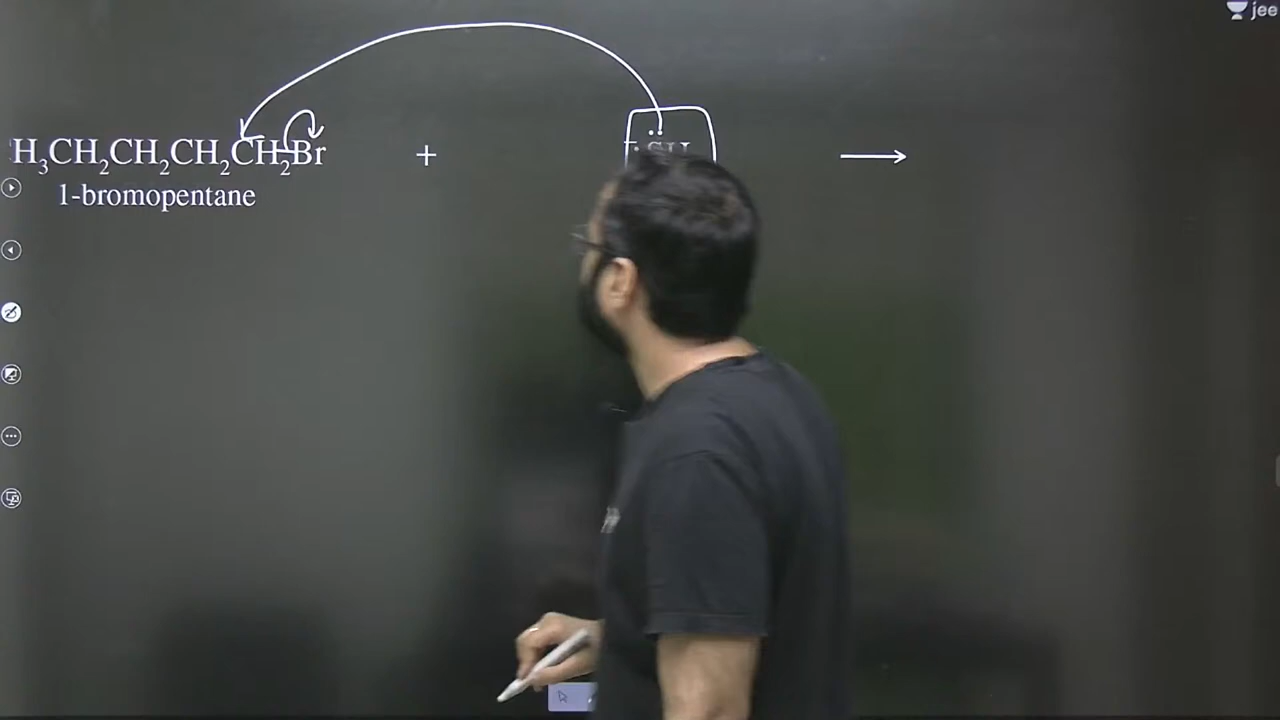 jee
H₃CH₂CH₂CH₂CH₂Br + →
1-bromopentane